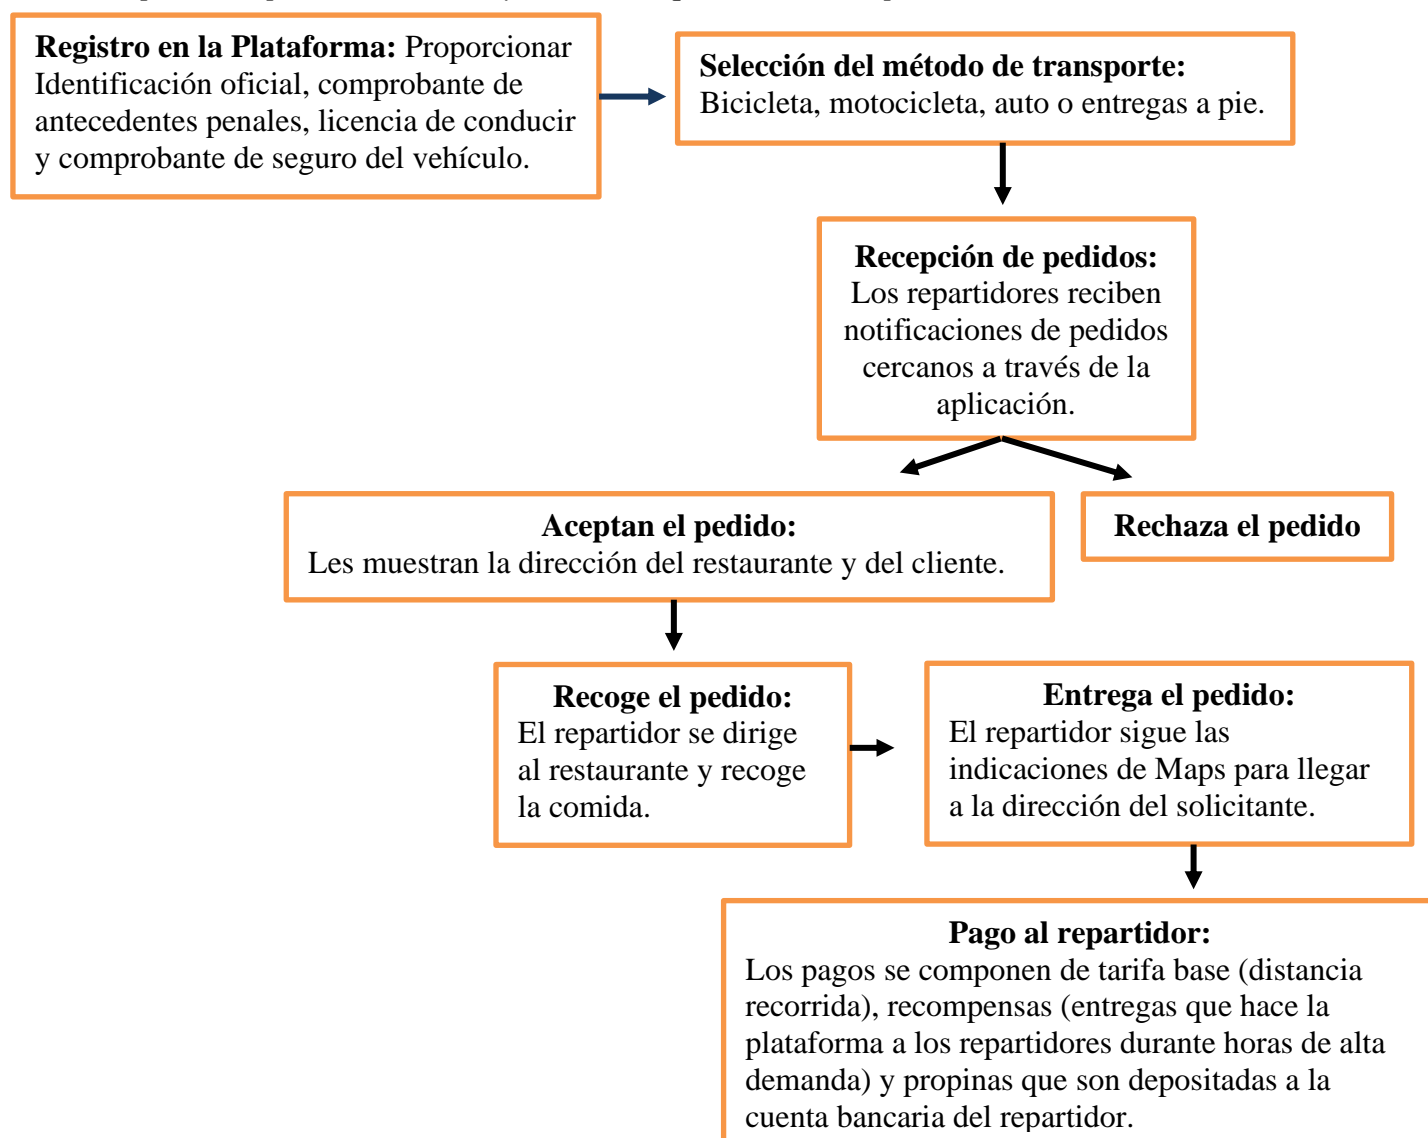 Registro en la Plataforma: Proporcionar
Identificación oficial, comprobante de
antecedentes penales, licencia de conducir
y comprobante de seguro del vehículo.
Selección del método de transporte:
Bicicleta, motocicleta, auto o entregas a pie.
Recepción de pedidos:
Los repartidores reciben
notificaciones de pedidos
cercanos a través de la
aplicación.
Aceptan el pedido:
Les muestran la dirección del restaurante y del cliente.
Rechaza el pedido
Recoge el pedido:
El repartidor se dirige
al restaurante y recoge
la comida.
Entrega el pedido:
El repartidor sigue las
indicaciones de Maps para llegar
a la dirección del solicitante.
Pago al repartidor:
Los pagos se componen de tarifa base (distancia
recorrida), recompensas (entregas que hace la
plataforma a los repartidores durante horas de alta
demanda) y propinas que son depositadas a la
cuenta bancaria del repartidor.